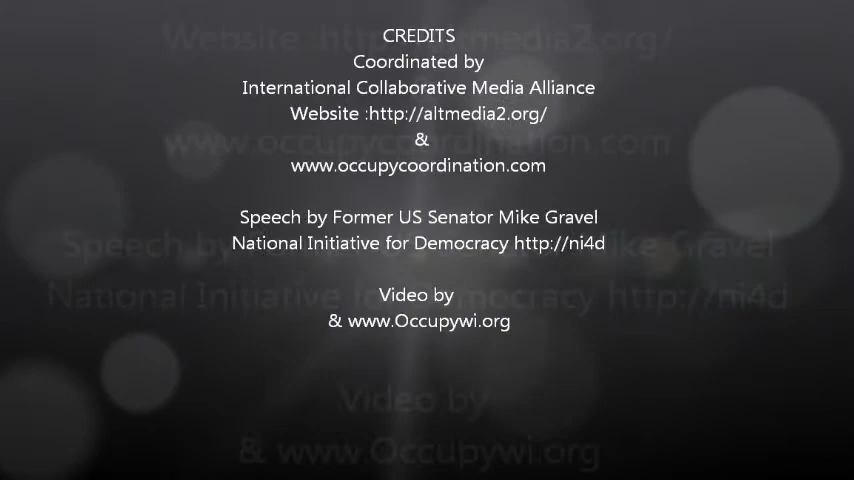 CREDITS
Coordinated by
International Collaborative Media Alliance
Website :http://altmedia2.org/
&
www.occupycoordination.com
Speech by Former US Senator Mike Gravel
National Initiative for Democracy http://ni4d
Video by
& www.Occupywi.org